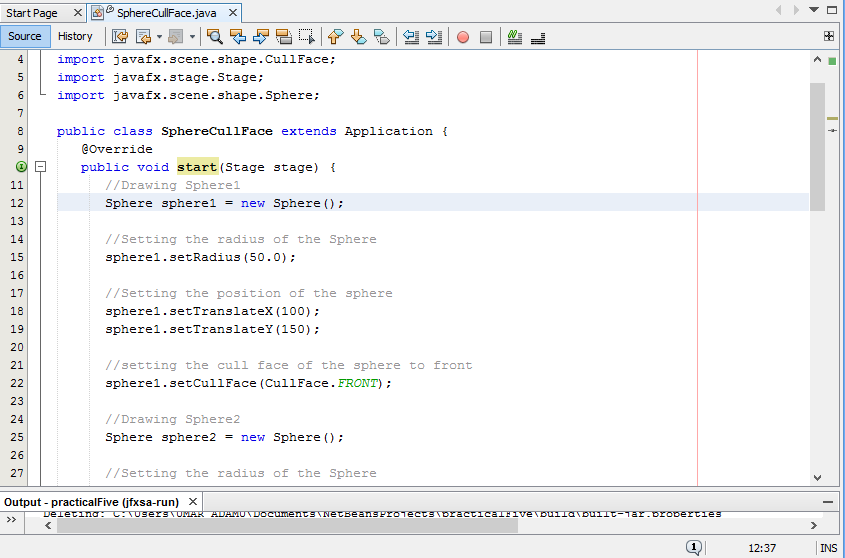 Start Page
SphereCullFace.java
Source History
4 import javafx.scene.shape.CullFace;
5 import javafx.stage.Stage;
6 import javafx.scene.shape.Sphere;
7
8 public class SphereCullFace extends Application {
9 @Override
public void start(Stage stage) {
11 //Drawing Sphere1
12 Sphere sphere1 = new Sphere();
13
14 //Setting the radius of the Sphere
15 sphere1.setRadius(50.0);
16
17 //Setting the position of the sphere
18 sphere1.setTranslateX(100);
19 sphere1.setTranslateY(150);
20
21 //setting the cull face of the sphere to front
22 sphere1.setCullFace(CullFace.FRONT);
23
24 //Drawing Sphere2
25 Sphere sphere2 = new Sphere();
26
27 //Setting the radius of the Sphere
Output - practicalFive (jfxsa-run)
Deleting: C:\Users\UMAR ADAMU\Documents\NetBeansProjects\practicalFive\build\built-jar.properties
1 12:37 INS